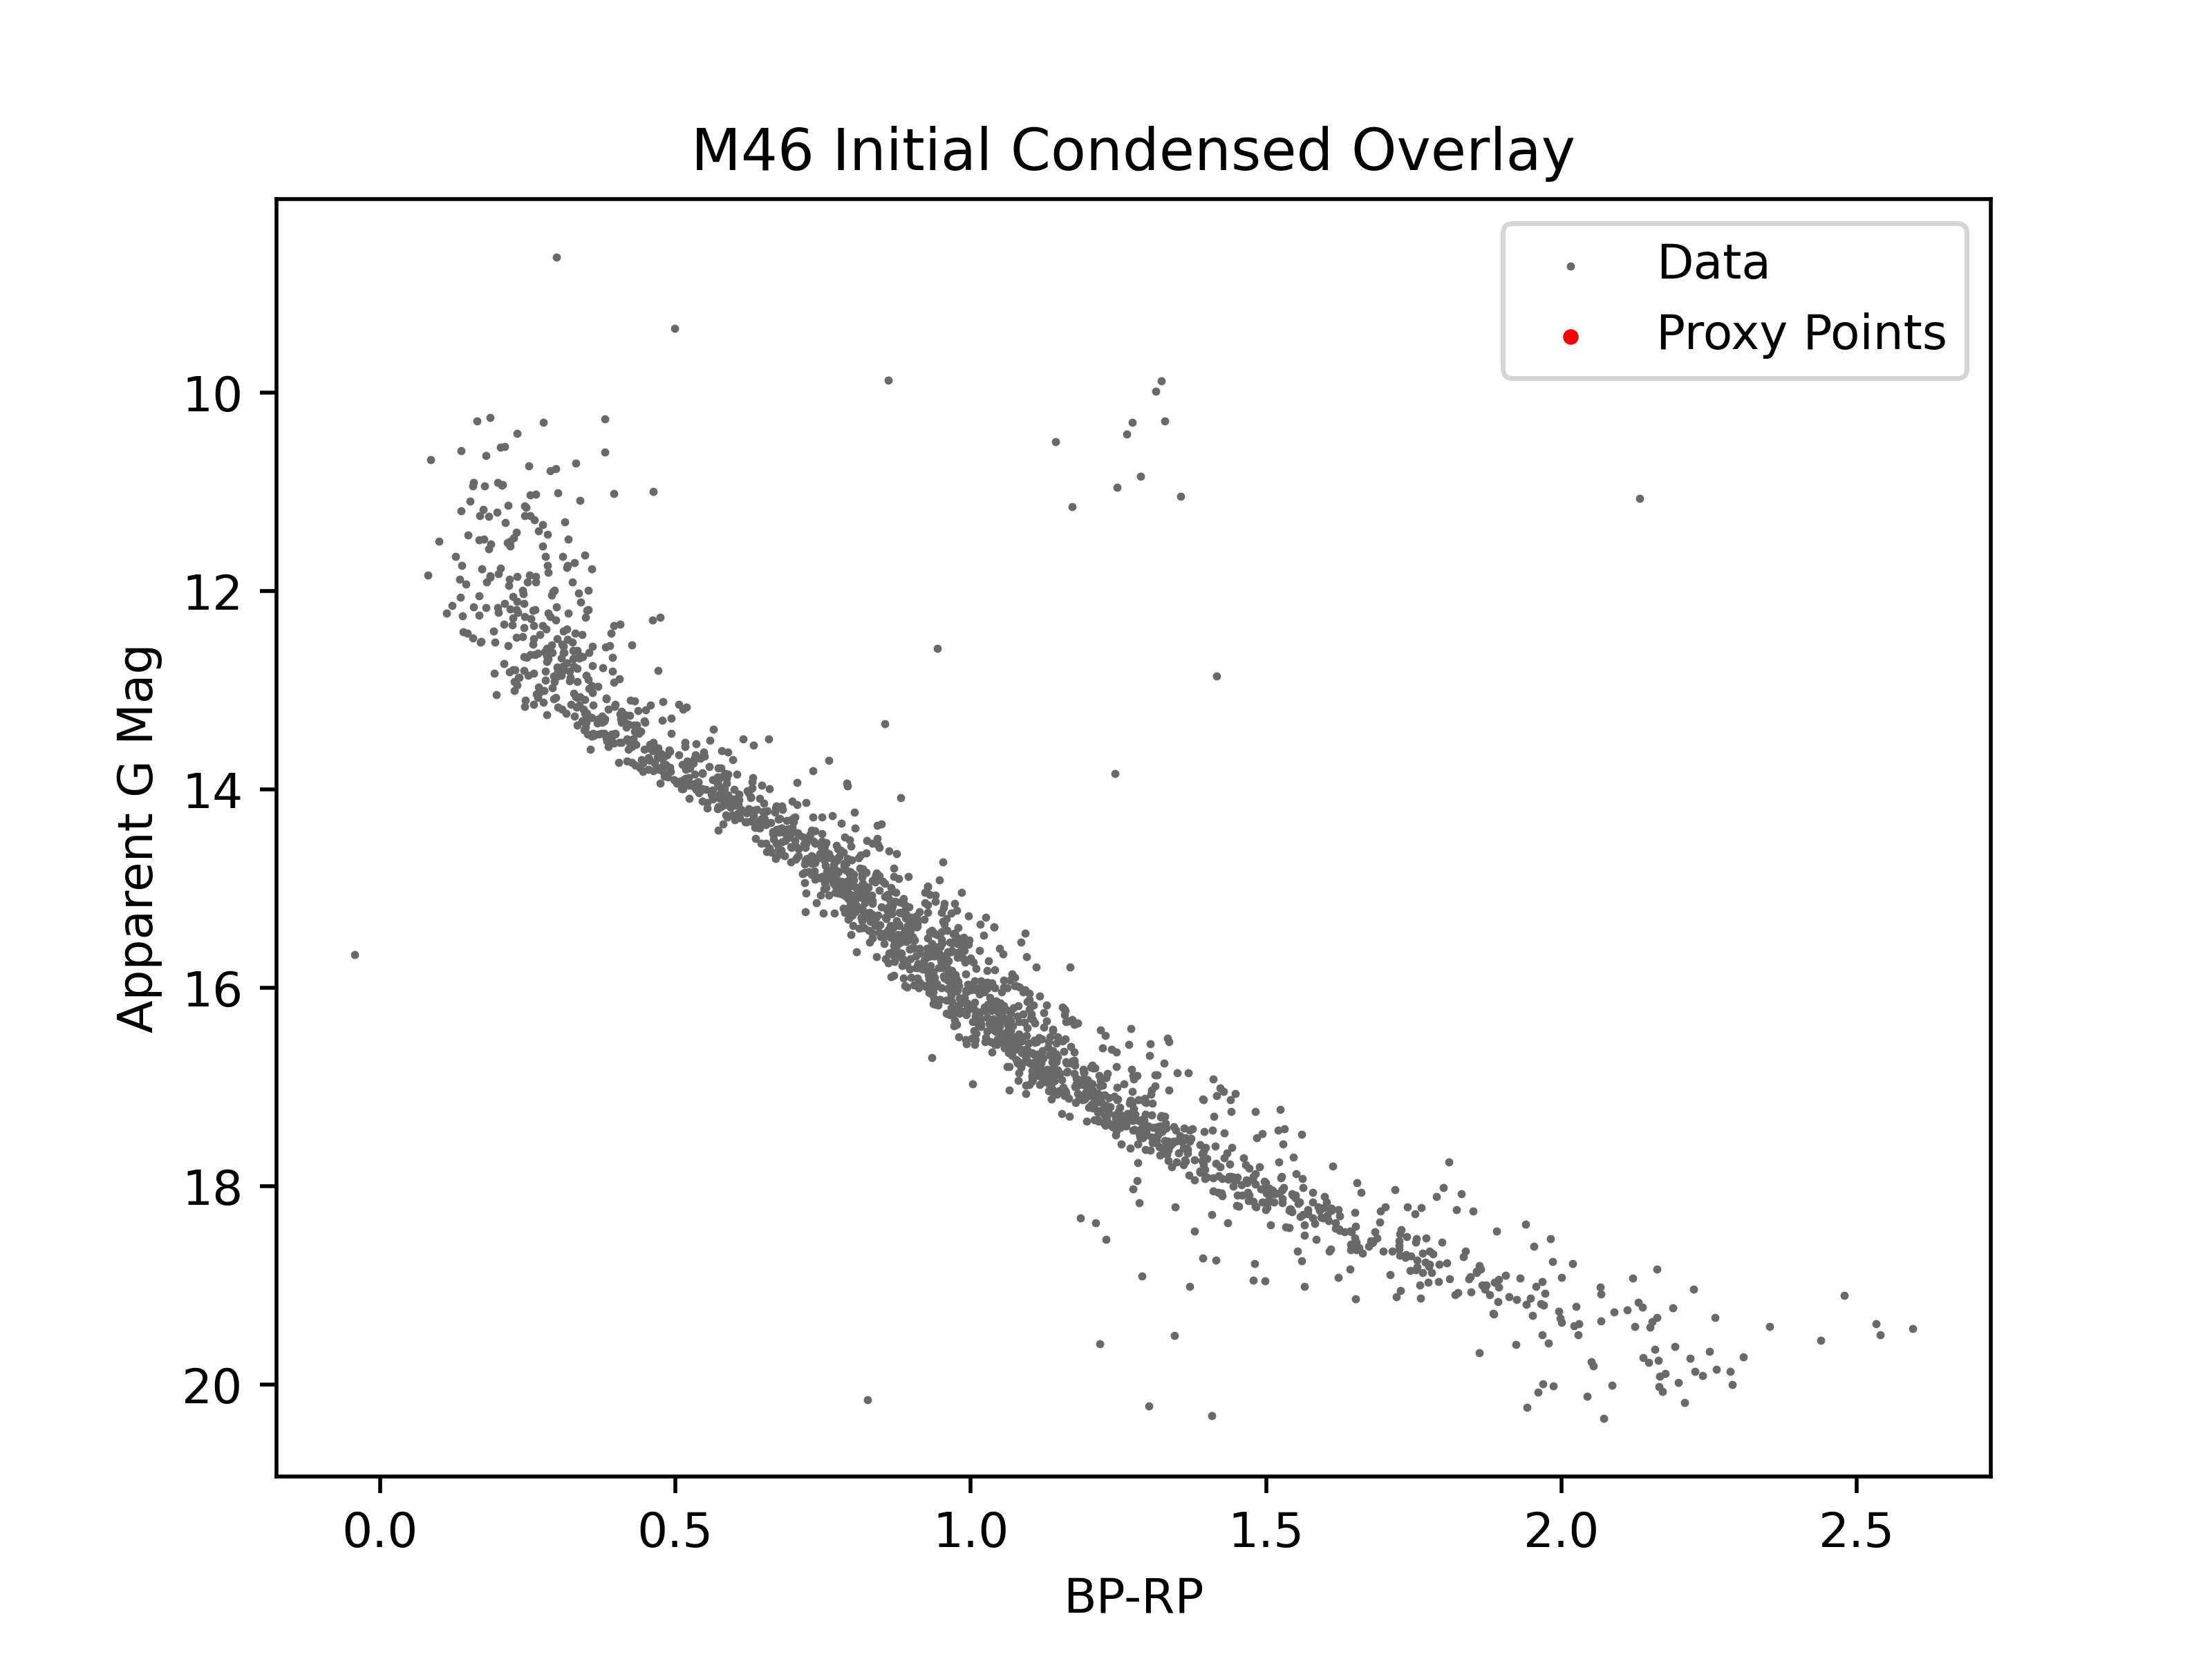 M46 Initial Condensed Overlay
Data
Proxy Points
Apparent G Mag
10
12
14
16
18
20
0.0 0.5 1.0 1.5 2.0 2.5
BP-RP